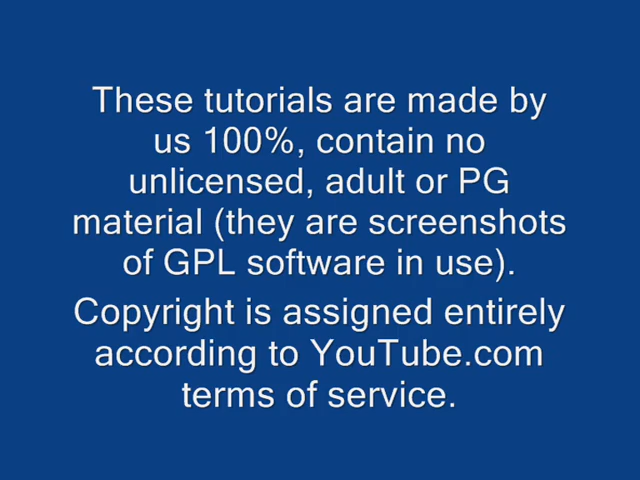 These tutorials are made by
us 100%, contain no
unlicensed, adult or PG
material (they are screenshots
of GPL software in use).
Copyright is assigned entirely
according to YouTube.com
terms of service.